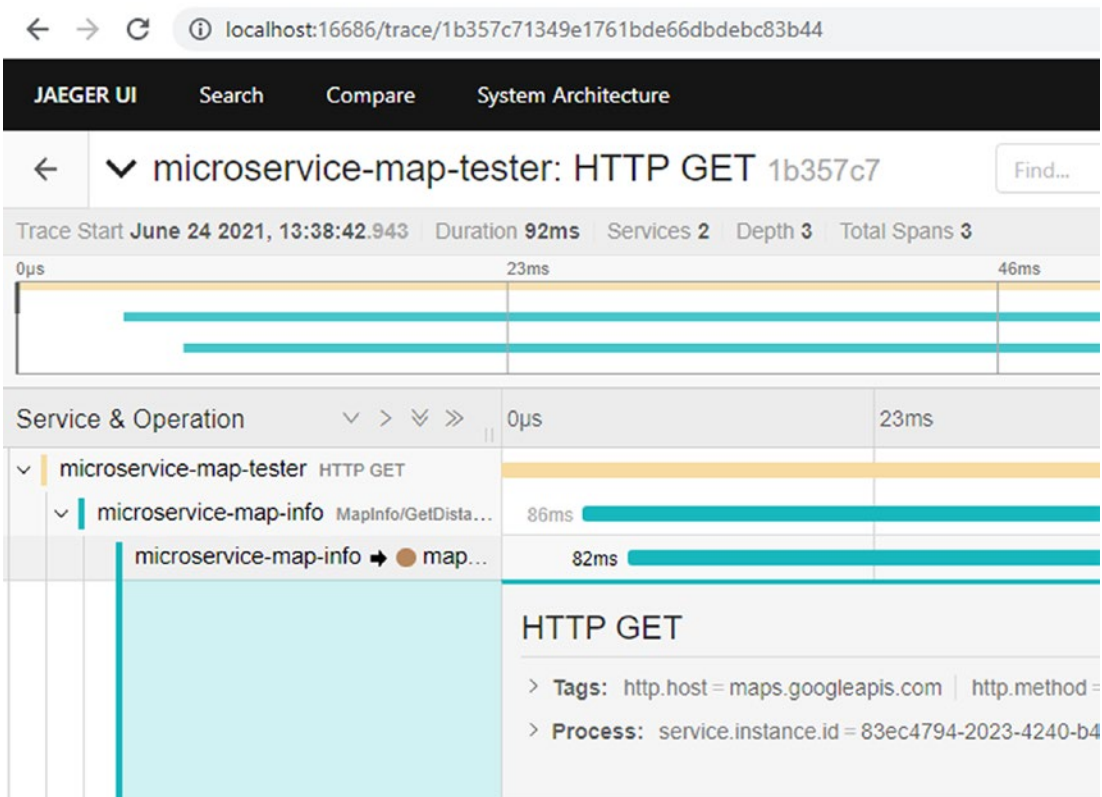 localhost:16686/trace/1b357c71349e1761bde66dbdebc83b44
JAEGER UI Search Compare System Architecture
microservice-map-tester: HTTP GET 1b357c7 Find...
Trace Start June 24 2021, 13:38:42.943 Duration 92ms Services 2 Depth 3 Total Spans 3
0μs 23ms 46ms
Service & Operation 0μs 23ms
microservice-map-tester HTTP GET
microservice-map-info MapInfo/GetDista... 86ms
microservice-map-info map... 82ms
HTTP GET
Tags: http.host = maps.googleapis.com http.method =
Process: service.instance.id = 83ec4794-2023-4240-b4